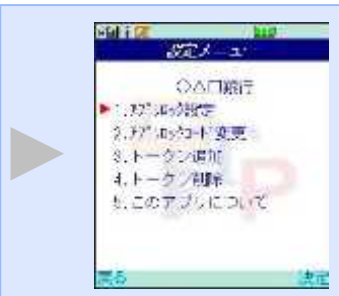 設定メニュー
○△□銀行
1.ｱﾌﾟﾘﾛｯｸ設定
2.ｱﾌﾟﾘﾛｯｸｺｰﾄﾞ変更
3.トークン追加
4.トークン削除
5.このアプリについて
戻る
決定